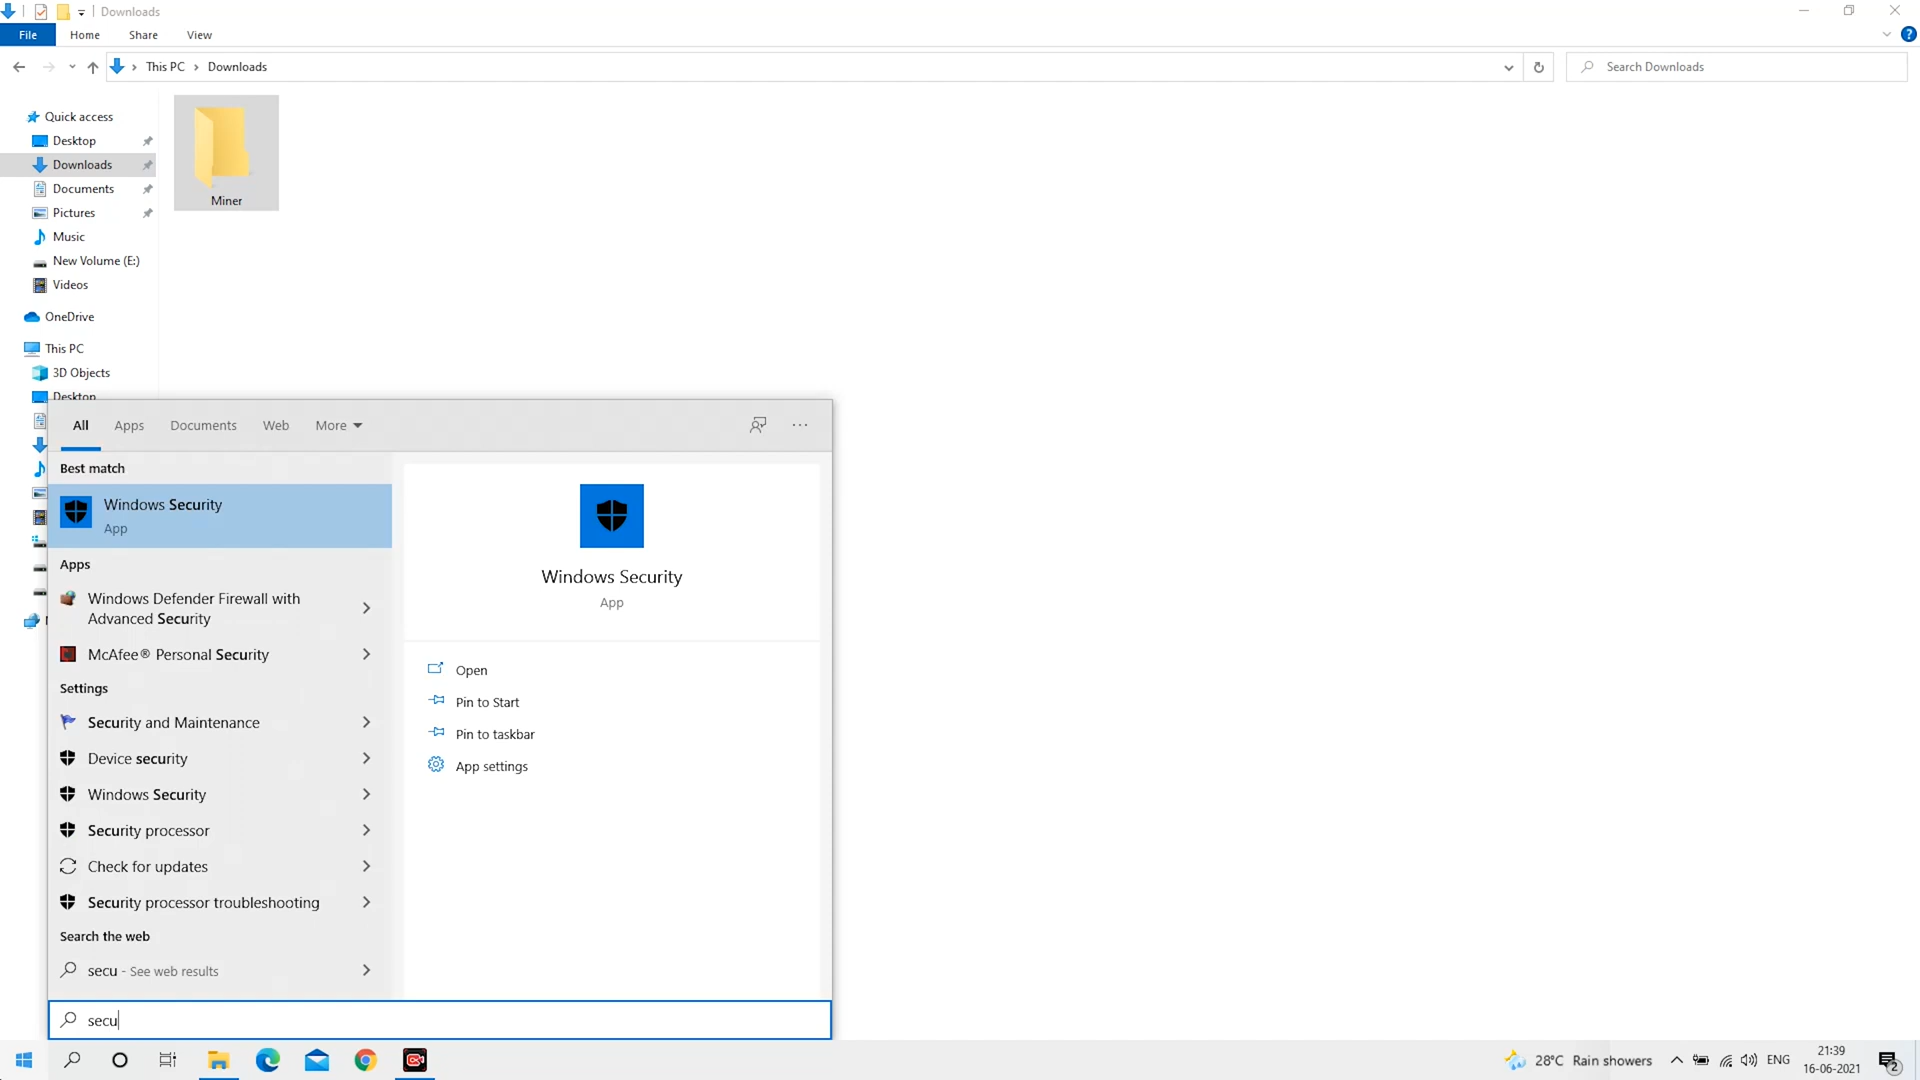 Downloads
File
Home
Share
View
?
This PC
Downloads
Search Downloads
Quick access
Desktop
Downloads
Documents
Pictures
Music
New Volume (E:)
Videos
OneDrive
This PC
3D Objects
Desktop
Miner
All
Apps
Documents
Web
More
Best match
Windows Security
App
Apps
Windows Defender Firewall with
Advanced Security
McAfee® Personal Security
Settings
Security and Maintenance
Device security
Windows Security
Security processor
Check for updates
Security processor troubleshooting
Search the web
secu - See web results
Windows Security
App
Open
Pin to Start
Pin to taskbar
App settings
secu
28°C Rain showers
ENG
21:39
16-06-2021
2